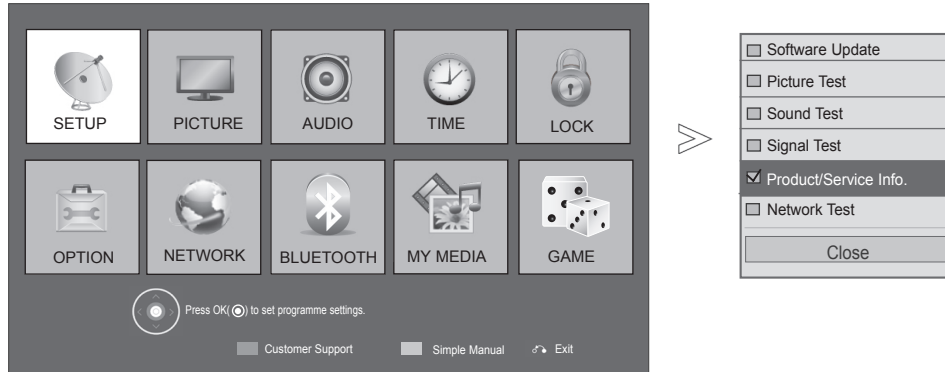 SETUP PICTURE AUDIO TIME LOCK
OPTION NETWORK BLUETOOTH MY MEDIA GAME
Press OK( ) to set programme settings.
Customer Support Simple Manual Exit
Software Update
Picture Test
Sound Test
Signal Test
Product/Service Info.
Network Test
Close